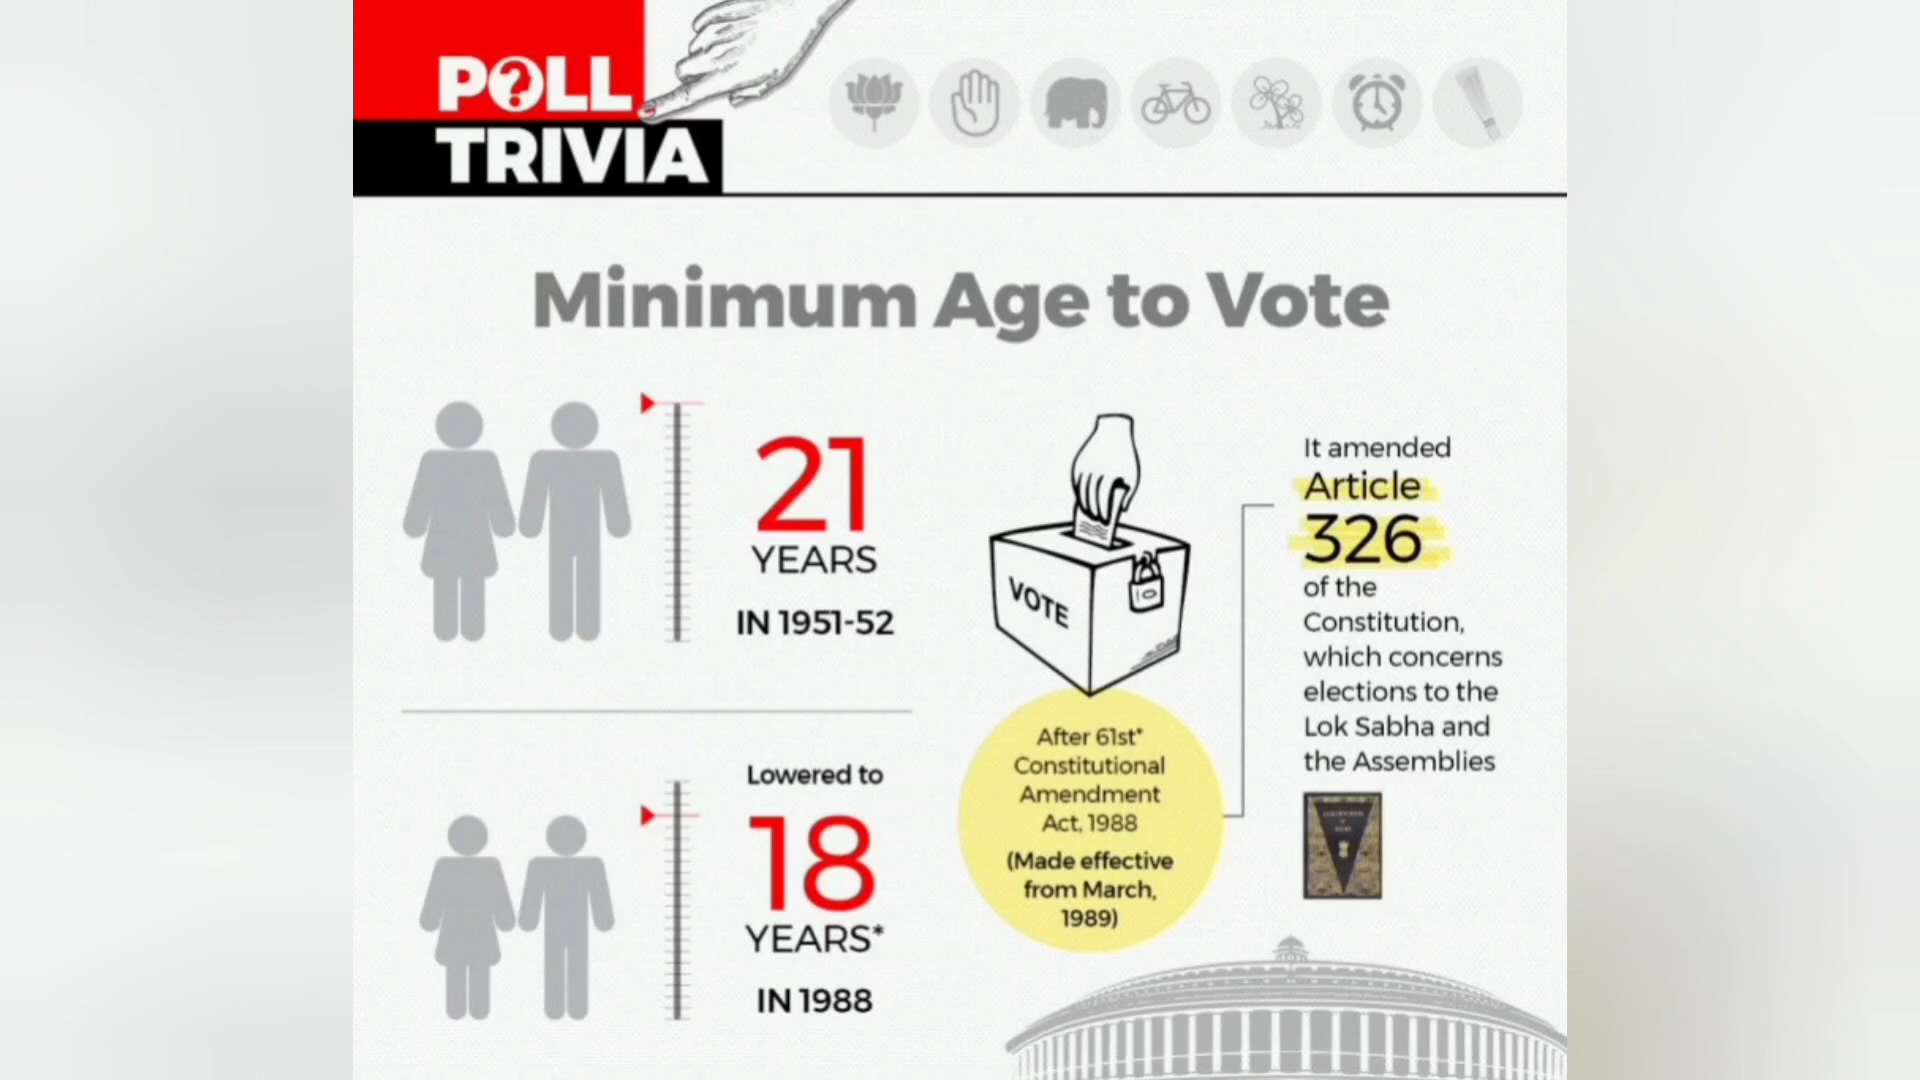 POLL
TRIVIA
Minimum Age to Vote
21
YEARS
IN 1951-52
Lowered to
18
YEARS*
IN 1988
VOTE
After 61st*
Constitutional
Amendment
Act, 1988
(Made effective
from March,
1989)
It amended
Article
326
of the
Constitution,
which concerns
elections to the
Lok Sabha and
the Assemblies